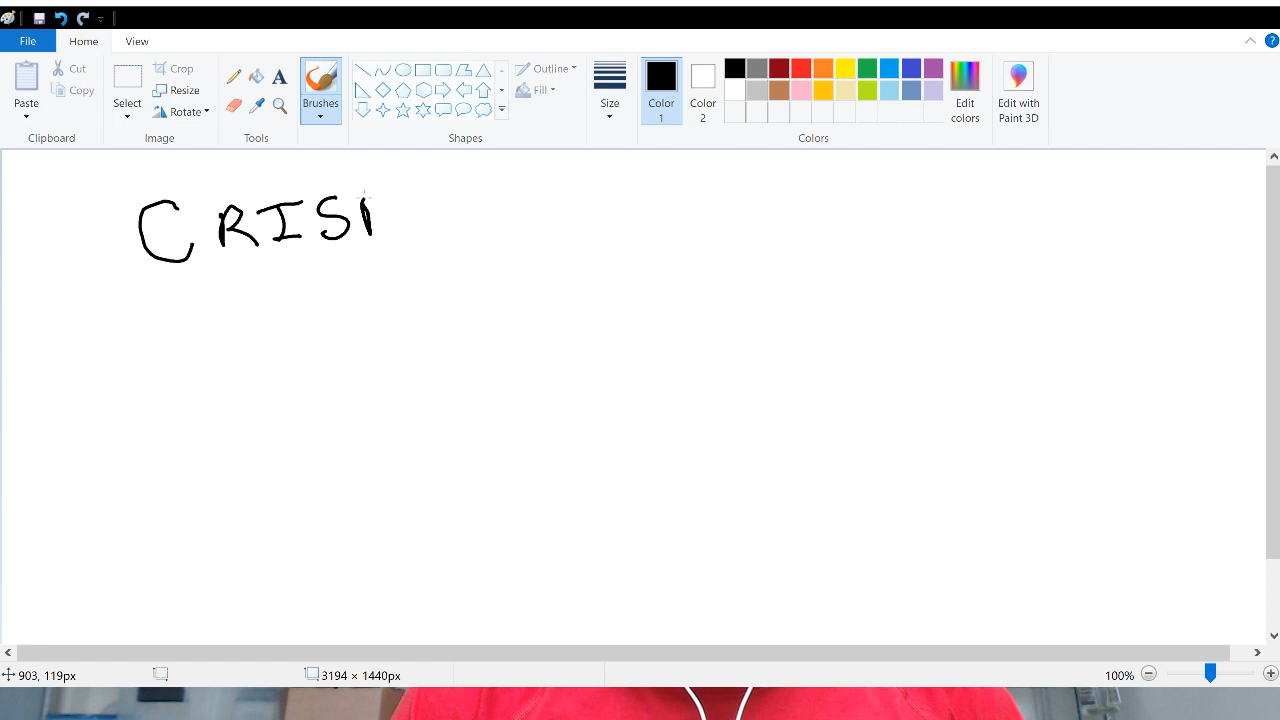 File
Home
View
Paste
Cut
Copy
Clipboard
Select
Crop
Resize
Rotate
Image
A
Tools
Brushes
Shapes
Outline
Fill
Size
Color 1
Color 2
Edit colors
Edit with Paint 3D
Colors
CRIS
903, 119px
3194 × 1440px
100%